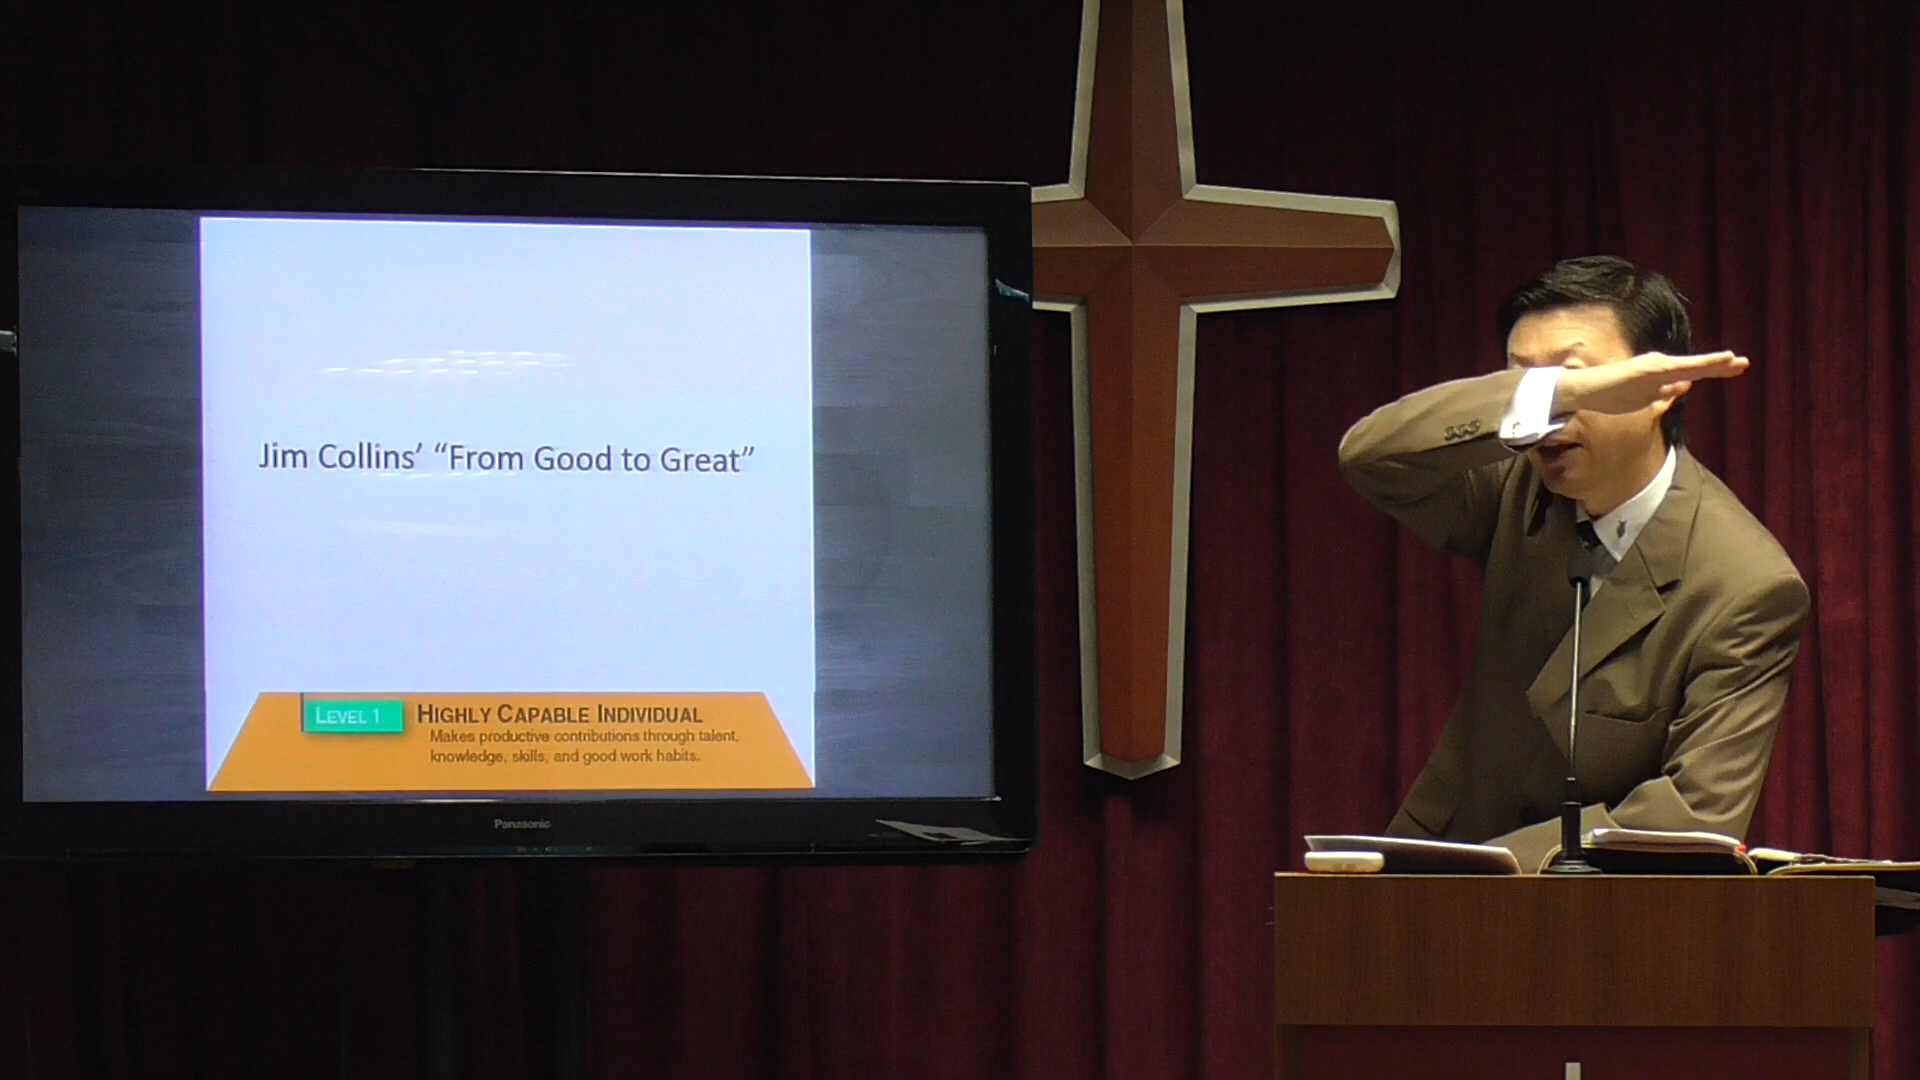 Jim Collins’ “From Good to Great”
LEVEL 1
HIGHLY CAPABLE INDIVIDUAL
Makes productive contributions through talent,
knowledge, skills, and good work habits.
Panasonic